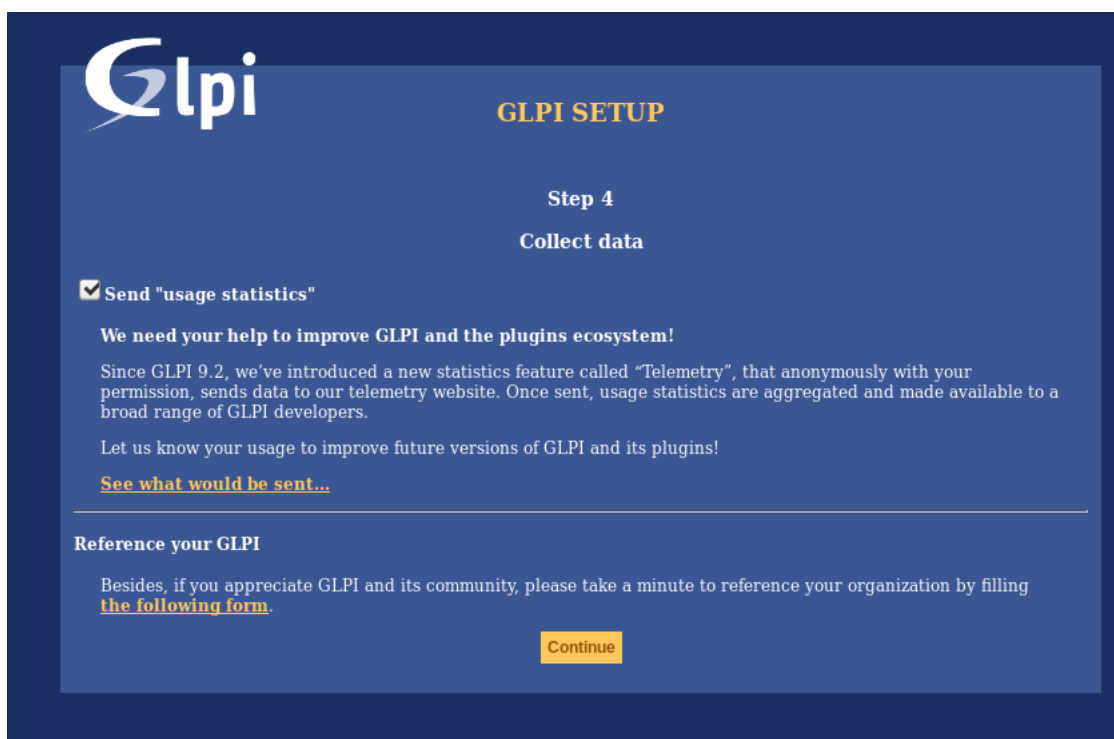 Glpi
GLPI SETUP
Step 4
Collect data
Send "usage statistics"
We need your help to improve GLPI and the plugins ecosystem!
Since GLPI 9.2, we’ve introduced a new statistics feature called “Telemetry”, that anonymously with your
permission, sends data to our telemetry website. Once sent, usage statistics are aggregated and made available to a
broad range of GLPI developers.
Let us know your usage to improve future versions of GLPI and its plugins!
See what would be sent...
Reference your GLPI
Besides, if you appreciate GLPI and its community, please take a minute to reference your organization by filling
the following form.
Continue